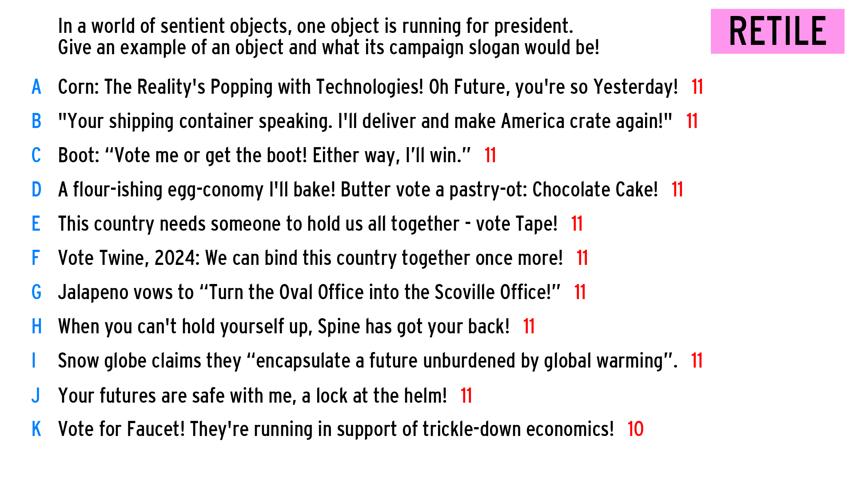 In a world of sentient objects, one object is running for president.
Give an example of an object and what its campaign slogan would be!
RETILE
A Corn: The Reality's Popping with Technologies! Oh Future, you're so Yesterday! 11
B "Your shipping container speaking. I'll deliver and make America crate again!" 11
C Boot: “Vote me or get the boot! Either way, I’ll win.” 11
D A flour-ishing egg-conomy I'll bake! Butter vote a pastry-ot: Chocolate Cake! 11
E This country needs someone to hold us all together - vote Tape! 11
F Vote Twine, 2024: We can bind this country together once more! 11
G Jalapeno vows to “Turn the Oval Office into the Scoville Office!” 11
H When you can't hold yourself up, Spine has got your back! 11
I Snow globe claims they “encapsulate a future unburdened by global warming”. 11
J Your futures are safe with me, a lock at the helm! 11
K Vote for Faucet! They're running in support of trickle-down economics! 10